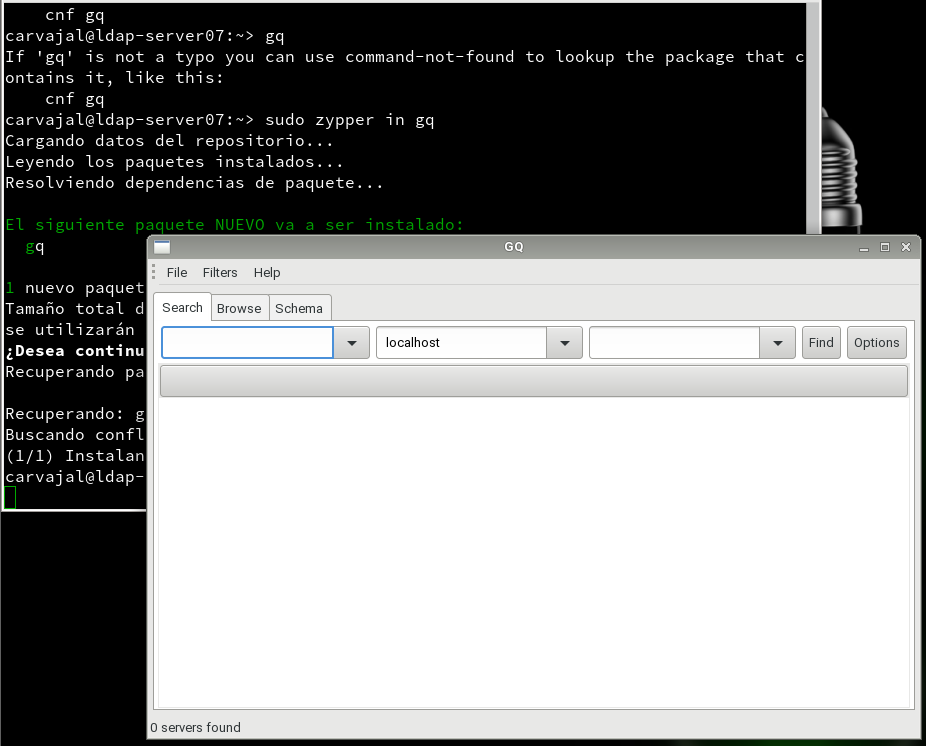 cnf gq
carvajal@ldap-server07:~> gq
If 'gq' is not a typo you can use command-not-found to lookup the package that c
ontains it, like this:
cnf gq
carvajal@ldap-server07:~> sudo zypper in gq
Cargando datos del repositorio...
Leyendo los paquetes instalados...
Resolviendo dependencias de paquete...
El siguiente paquete NUEVO va a ser instalado:
gq
1 nuevo paquet
Tamaño total d
se utilizarán
¿Desea continu
Recuperando pa
Recuperando: g
Buscando confl
(1/1) Instalan
carvajal@ldap-
GQ
File Filters Help
Search Browse Schema
localhost Find Options
0 servers found